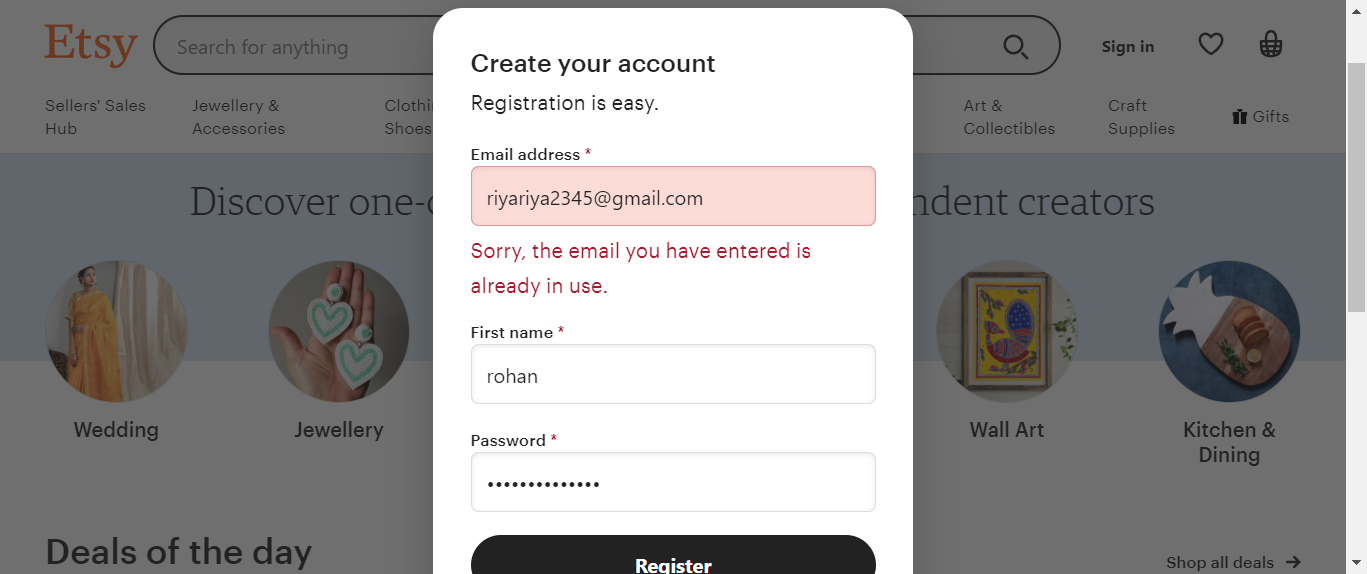 Etsy
Search for anything
Sign in
Sellers' Sales
Hub
Jewellery &
Accessories
Shoes
Art &
Collectibles
Craft
Supplies
Gifts
Create your account
Registration is easy.
Email address *
riyariya2345@gmail.com
Sorry, the email you have entered is
already in use.
First name *
rohan
Password *
••••••••••••••
Register
Discover
creators
Wedding
Jewellery
Wall Art
Kitchen &
Dining
Deals of the day
Shop all deals →